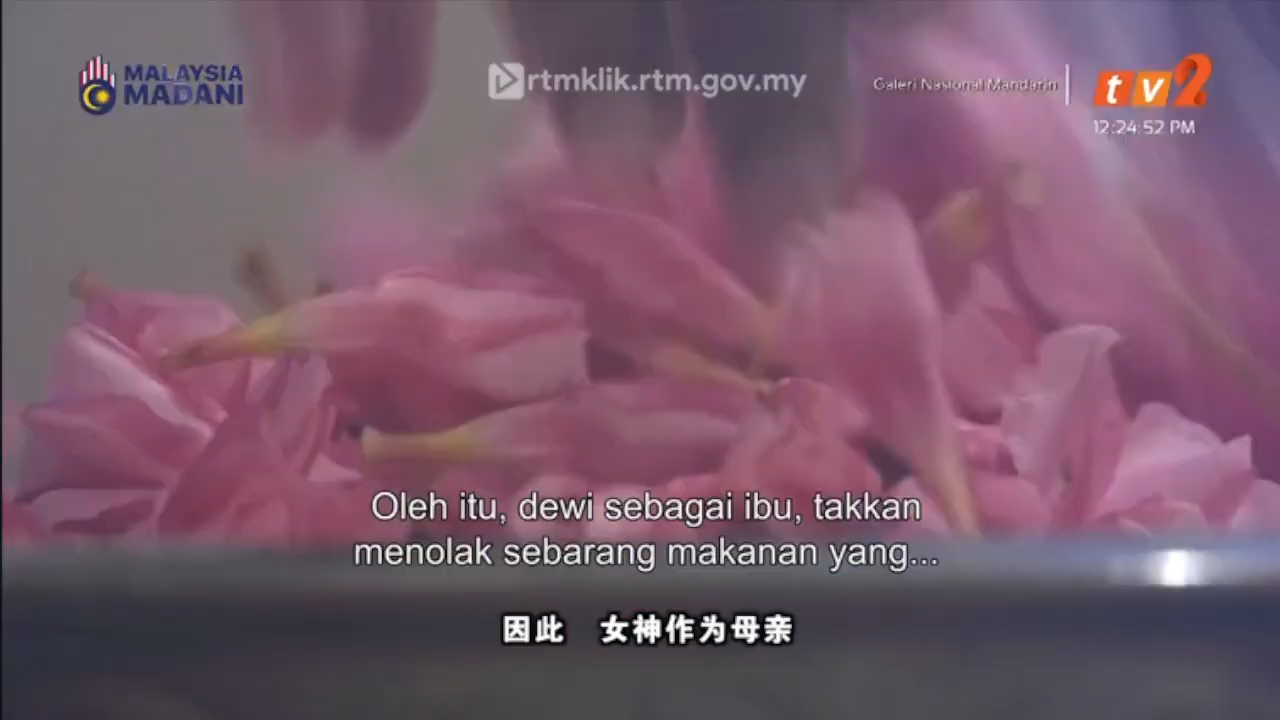 MALAYSIA
MADANI
rtmklik.rtm.gov.my
Galeri Nasional Mandarin
tv2
12:24:52 PM
Oleh itu, dewi sebagai ibu, takkan
menolak sebarang makanan yang...
因此 女神作为母亲